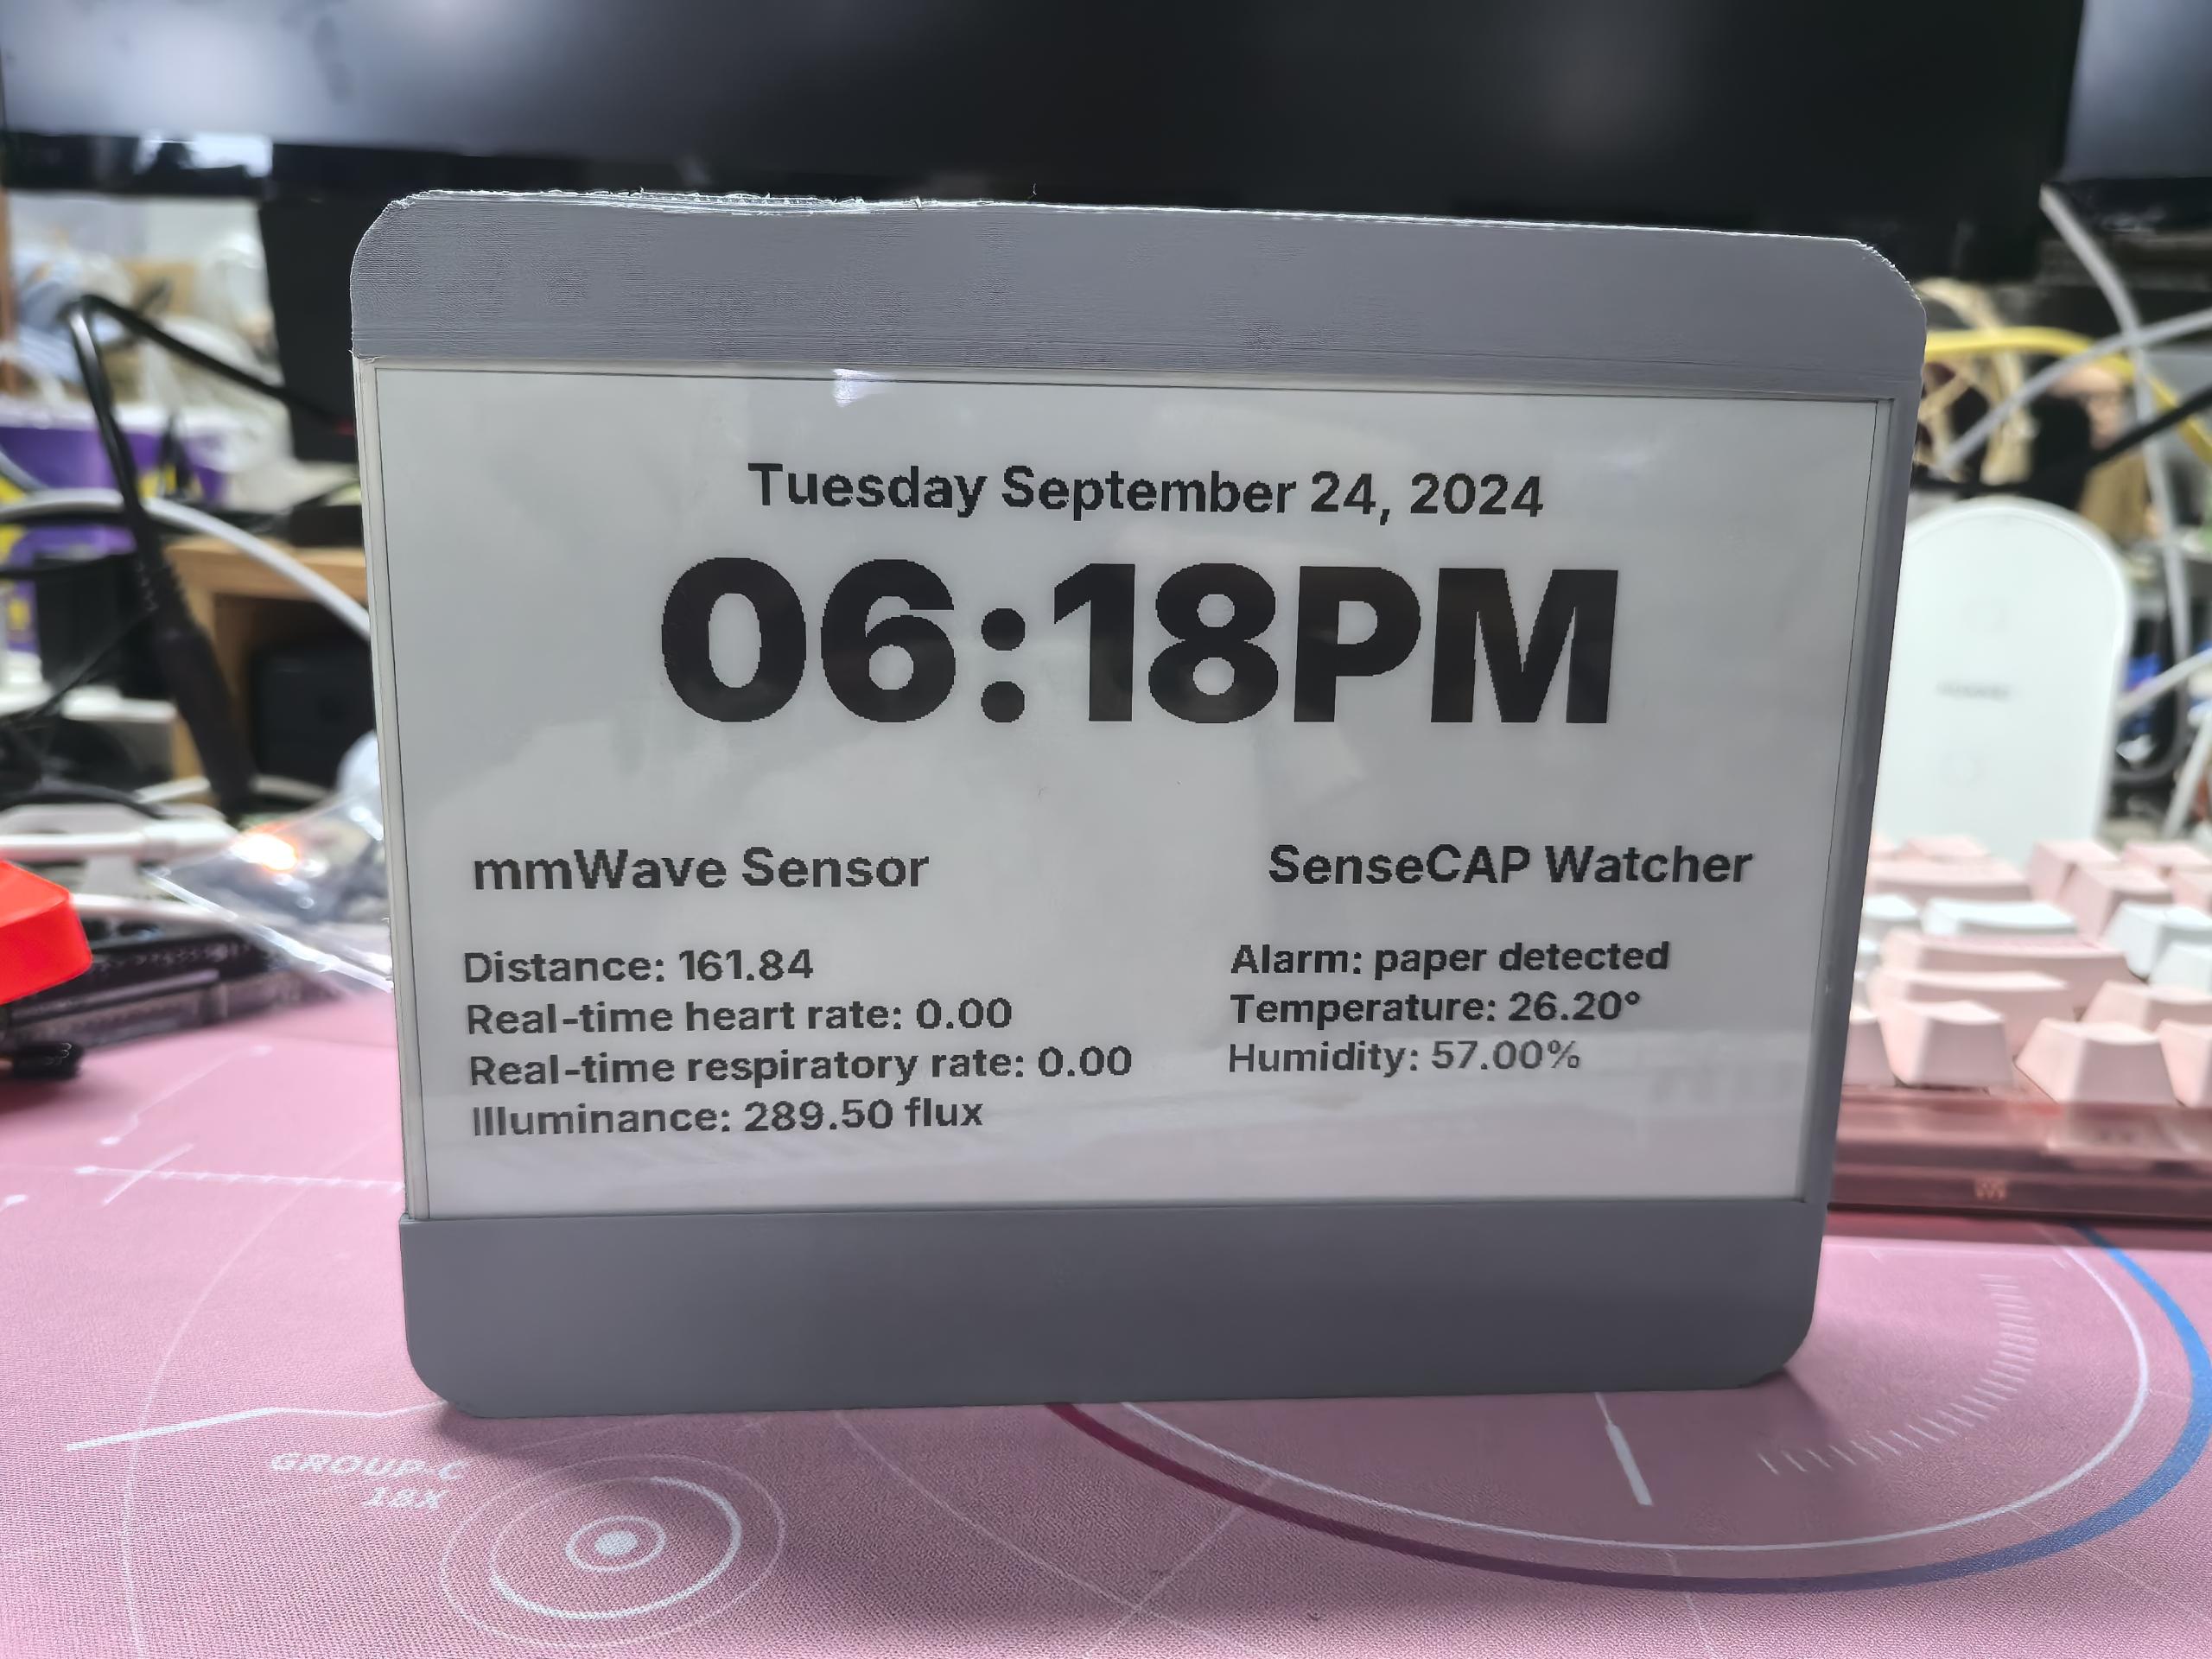 Tuesday September 24, 2024
06:18PM
mmWave Sensor
Distance: 161.84
Real-time heart rate: 0.00
Real-time respiratory rate: 0.00
Illuminance: 289.50 flux
SenseCAP Watcher
Alarm: paper detected
Temperature: 26.20°
Humidity: 57.00%
GROUP-C
18X